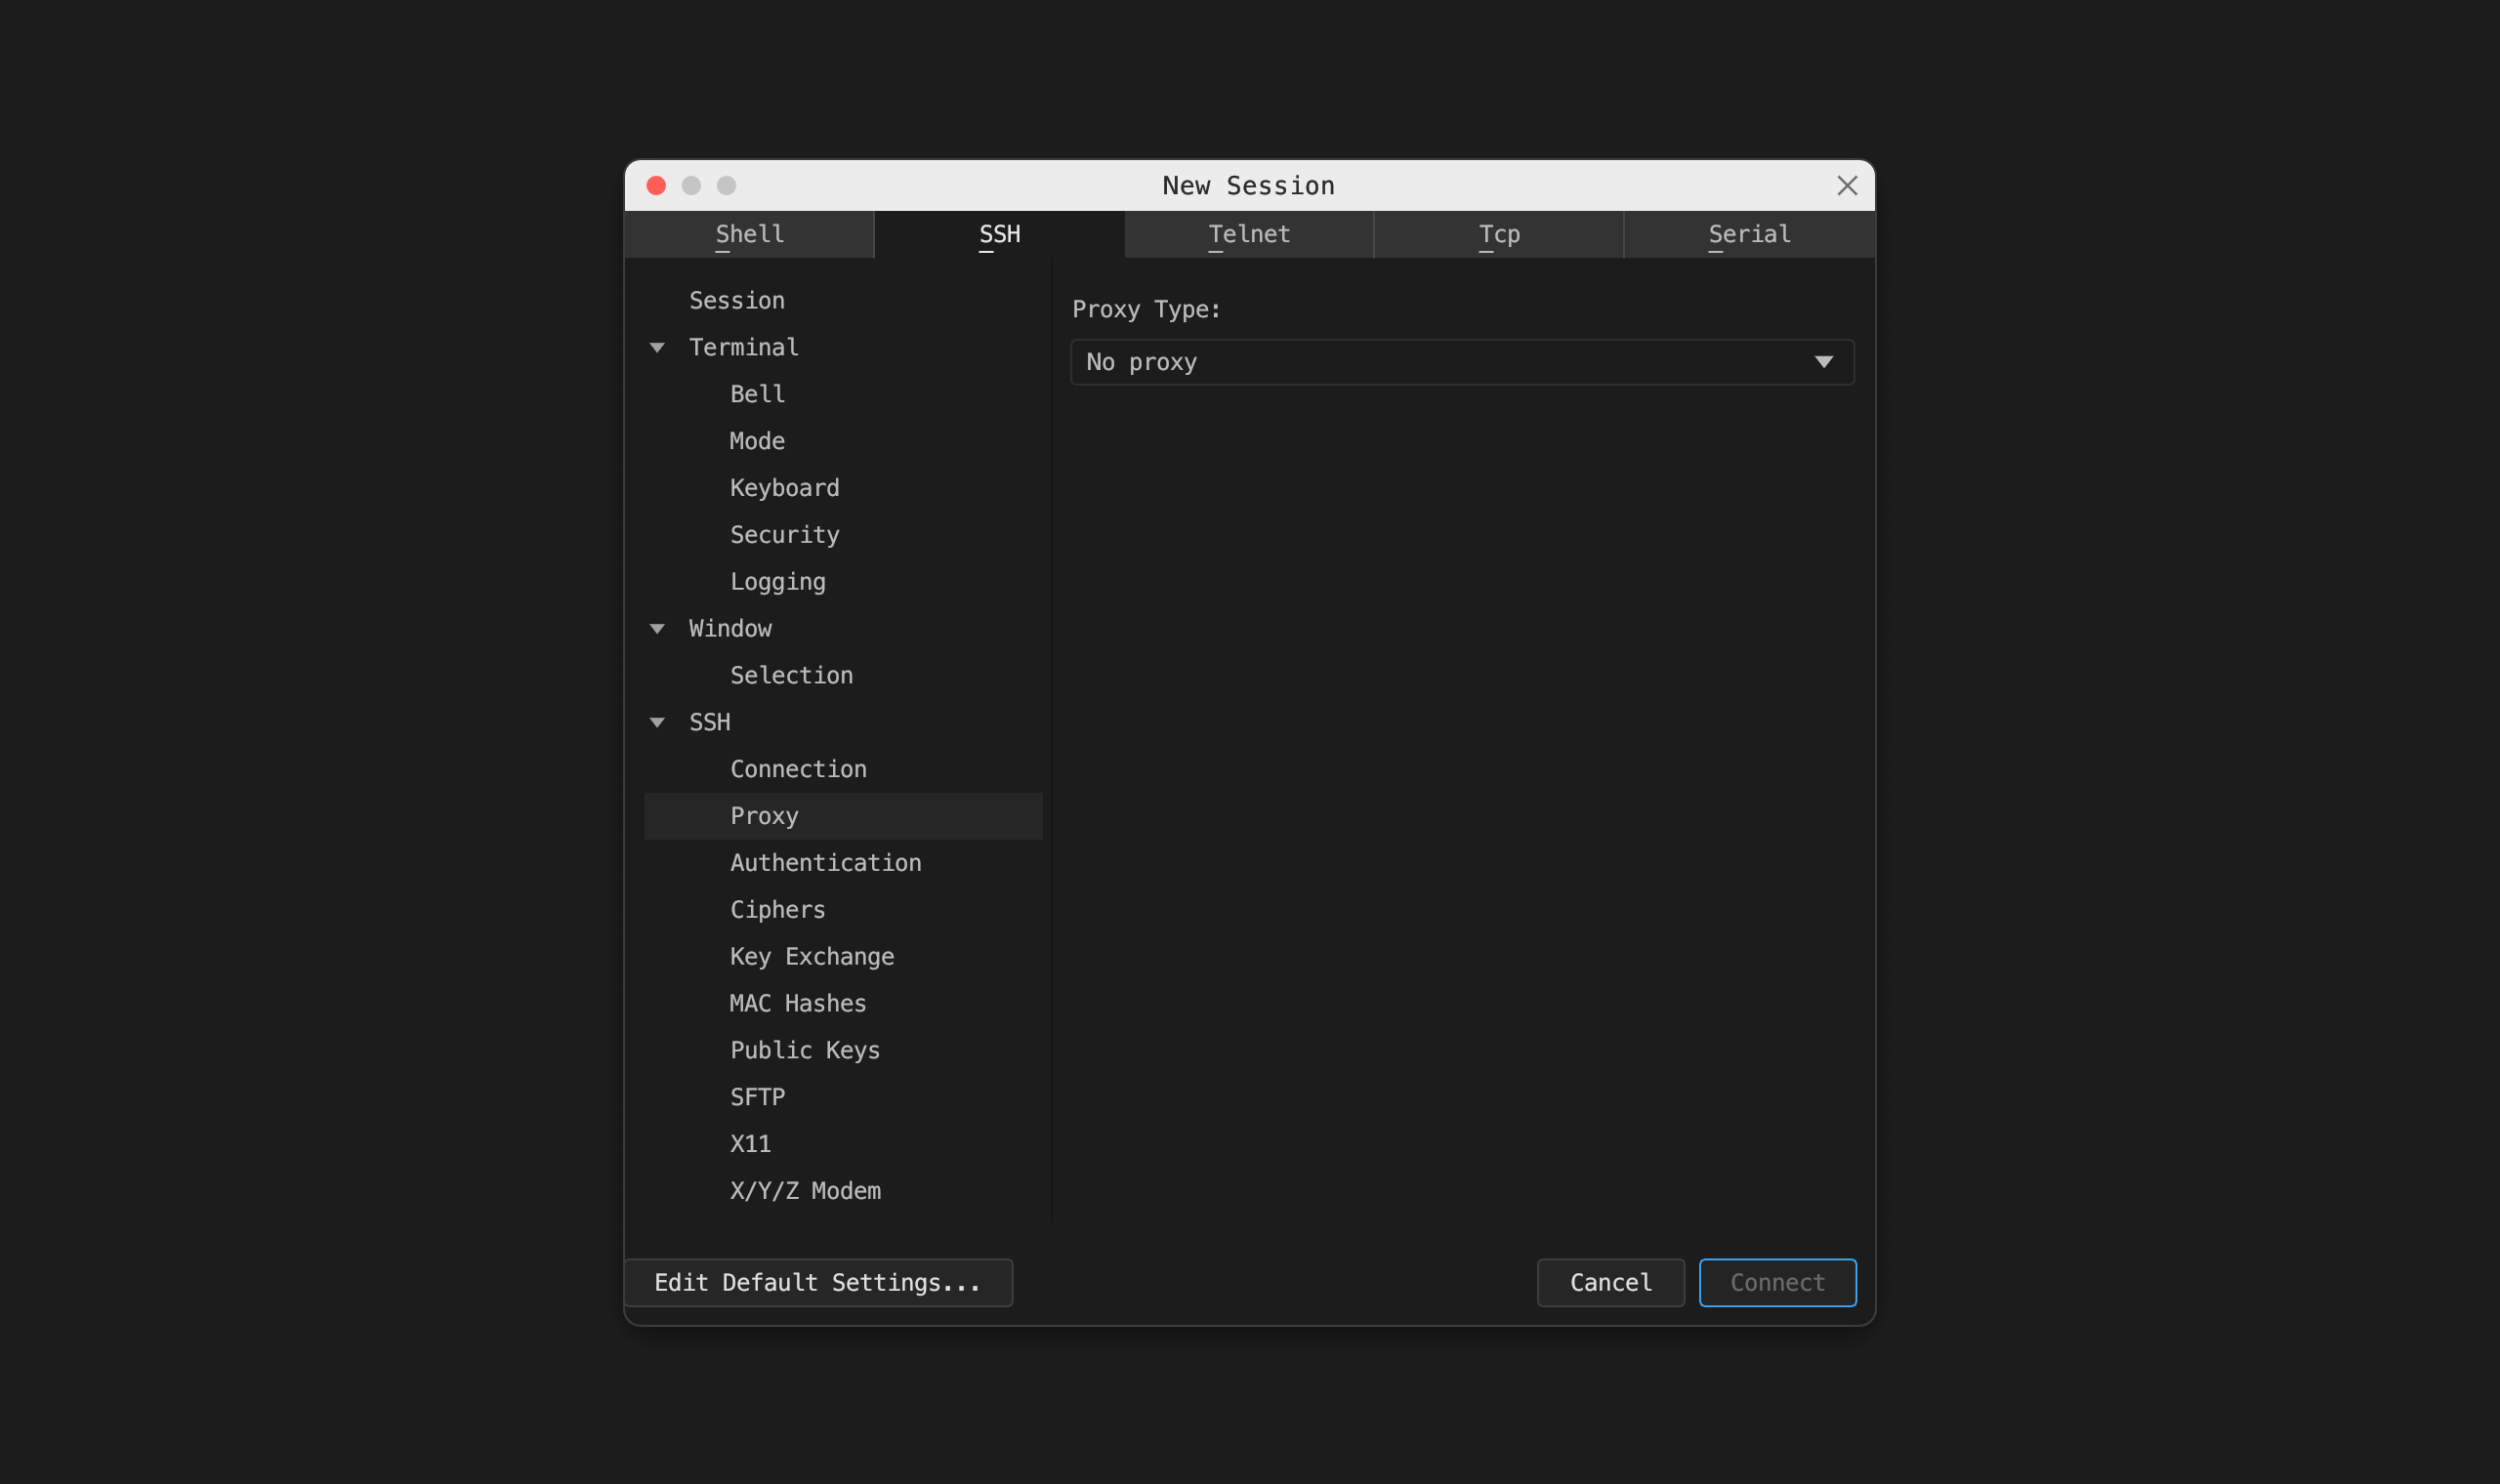 New Session
Shell SSH Telnet Tcp Serial
Session
Terminal
Bell
Mode
Keyboard
Security
Logging
Window
Selection
SSH
Connection
Proxy
Authentication
Ciphers
Key Exchange
MAC Hashes
Public Keys
SFTP
X11
X/Y/Z Modem
Proxy Type:
No proxy
Edit Default Settings...
Cancel
Connect